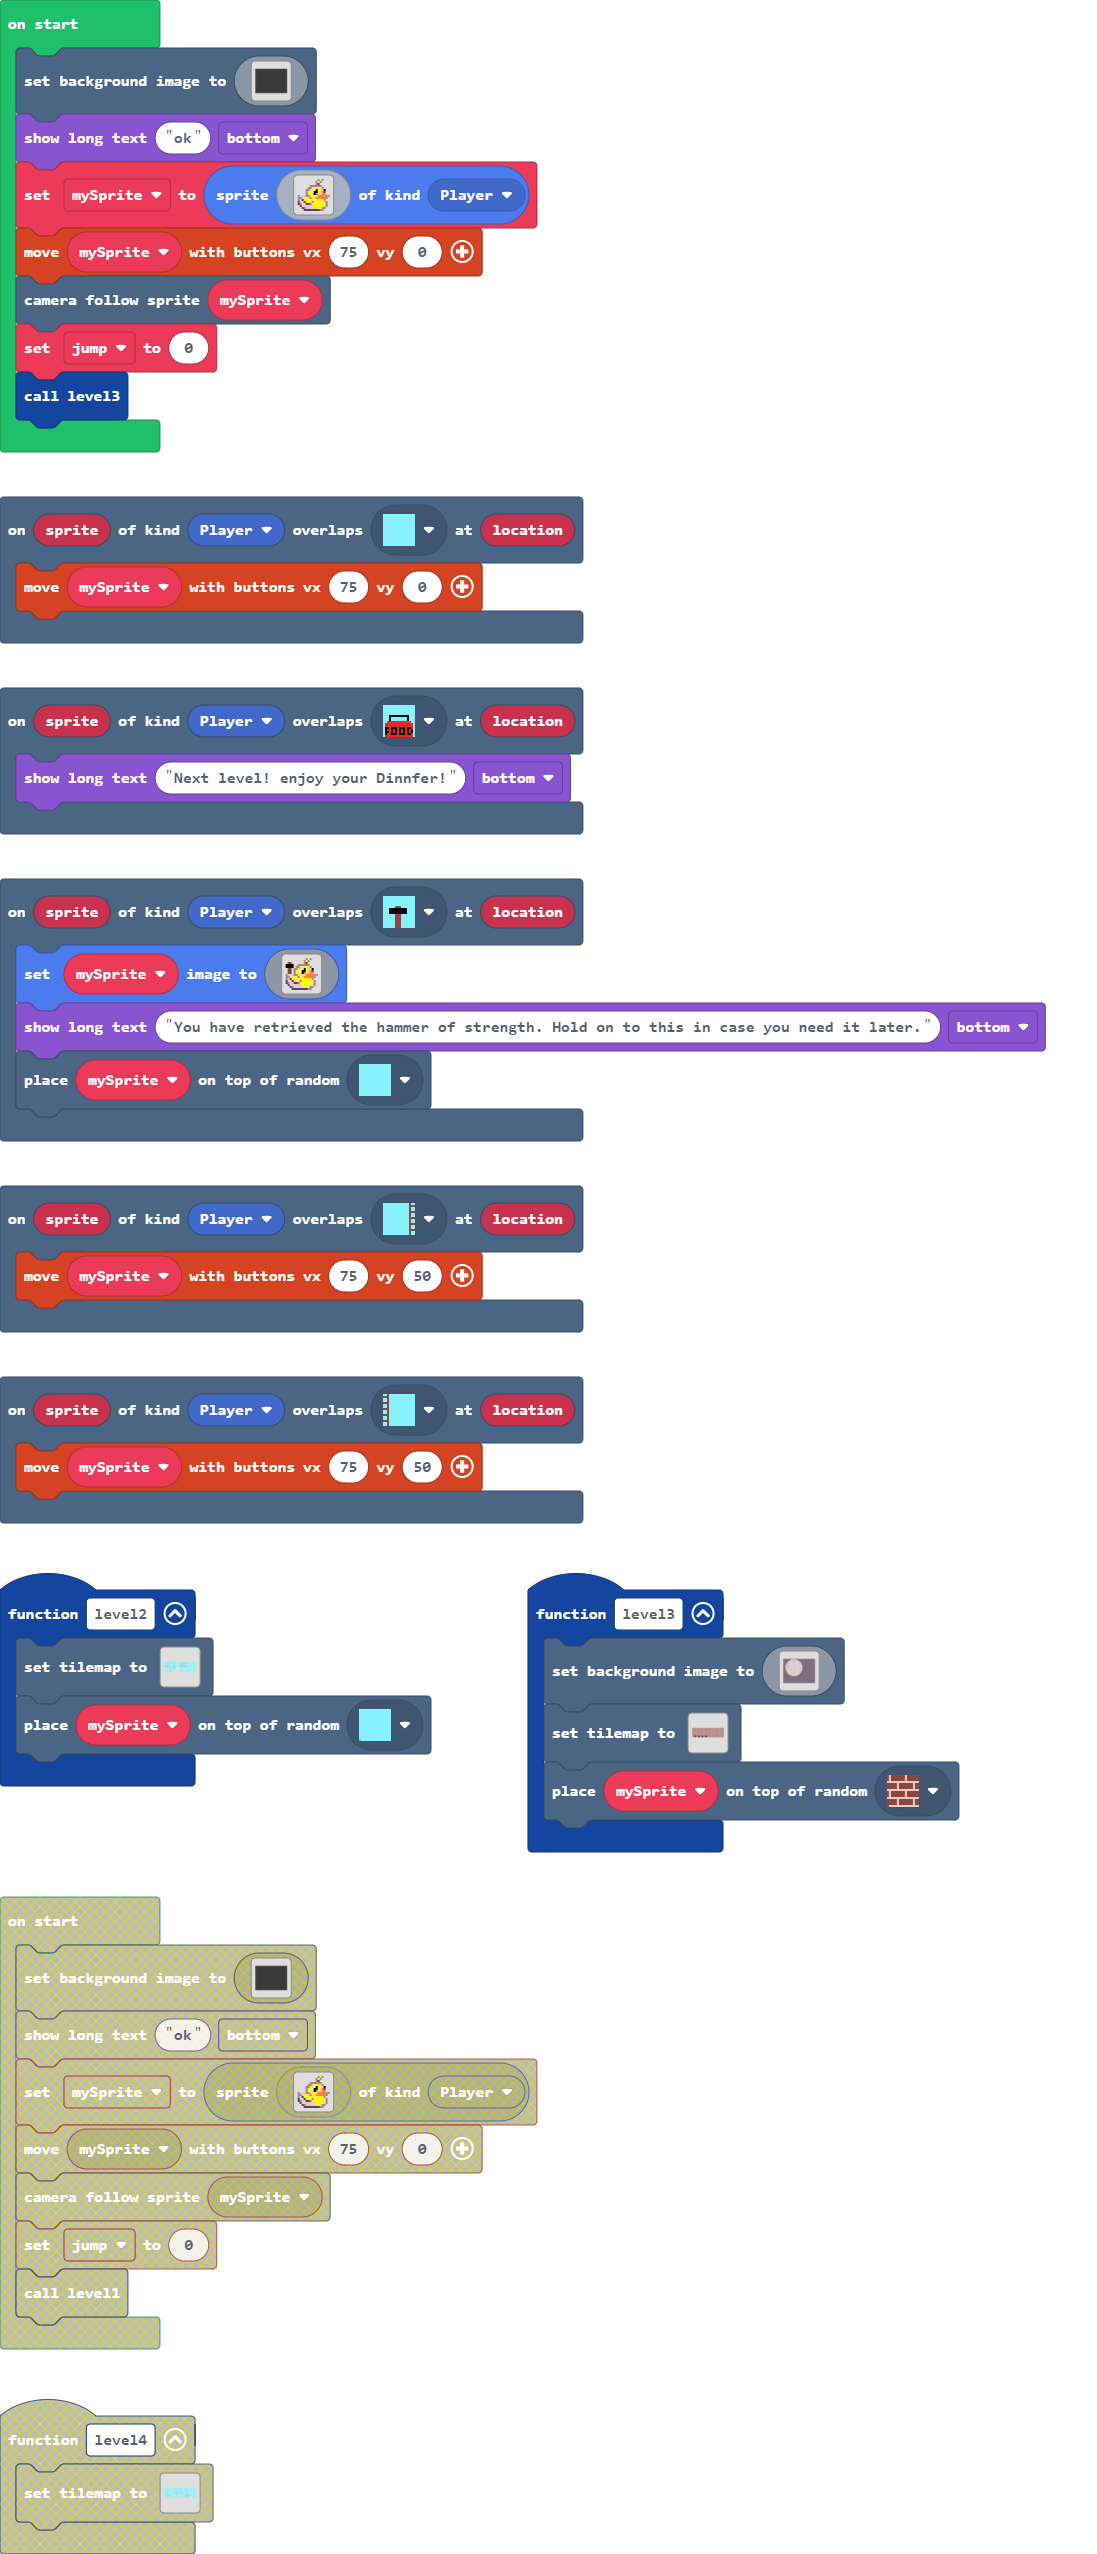 on start
set background image to
show long text "ok" bottom
set mySprite to sprite of kind Player
move mySprite with buttons vx 75 vy 0
camera follow sprite mySprite
set jump to 0
call level3
on sprite of kind Player overlaps at location
move mySprite with buttons vx 75 vy 0
on sprite of kind Player overlaps FOOD at location
show long text "Next level! enjoy your Dinnfer!" bottom
on sprite of kind Player overlaps at location
set mySprite image to
show long text "You have retrieved the hammer of strength. Hold on to this in case you need it later." bottom
place mySprite on top of random
on sprite of kind Player overlaps at location
move mySprite with buttons vx 75 vy 50
on sprite of kind Player overlaps at location
move mySprite with buttons vx 75 vy 50
function level2
set tilemap to
place mySprite on top of random
function level3
set background image to
set tilemap to
place mySprite on top of random
on start
set background image to
show long text "ok" bottom
set mySprite to sprite of kind Player
move mySprite with buttons vx 75 vy 0
camera follow sprite mySprite
set jump to 0
call level1
function level4
set tilemap to